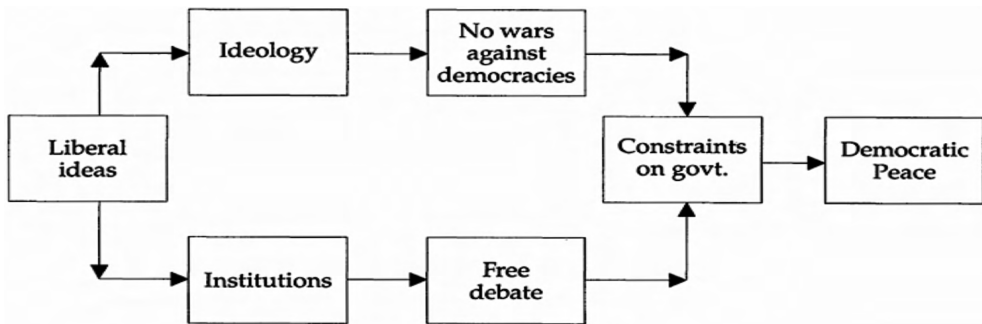 Liberal
ideas
Ideology
No wars
against
democracies
Institutions
Free
debate
Constraints
on govt.
Democratic
Peace